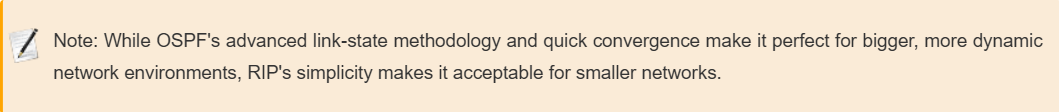 Note: While OSPF's advanced link-state methodology and quick convergence make it perfect for bigger, more dynamic
network environments, RIP's simplicity makes it acceptable for smaller networks.